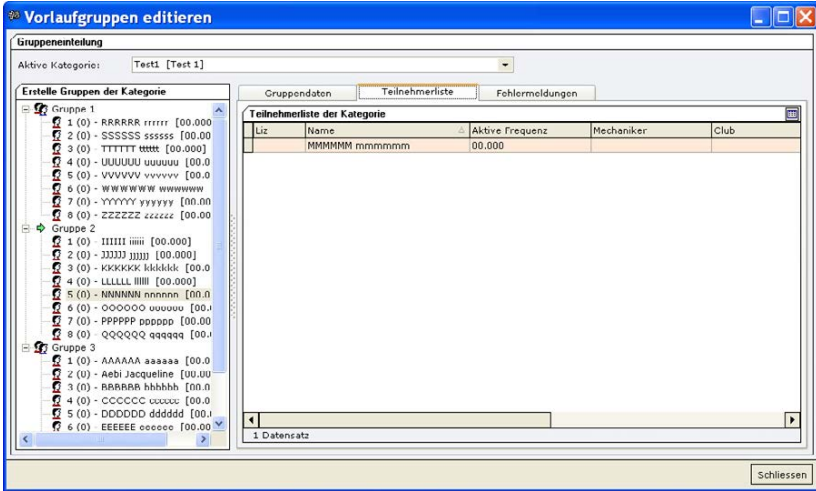 Vorlaufgruppen editieren
Gruppeneinteilung
Aktive Kategorie: Test1 [Test 1]
Erstelle Gruppen der Kategorie
Gruppe 1
1 (0) - RRRRRR rrrrrr [00.000
2 (0) - SSSSSS ssssss [00.00
3 (0) - TTTTTT tttttt [00.000]
4 (0) - UUUUUU uuuuuu [00.0
5 (0) - VVVVVV vvvvvv [00.0
6 (0) - WWWWWW wwwwww
7 (0) - YYYYYY yyyyyy [00.00
8 (0) - ZZZZZZ zzzzzz [00.00
Gruppe 2
1 (0) - IIIIII iiiiii [00.000]
2 (0) - JJJJJJ jjjjjj [00.000]
3 (0) - KKKKKK kkkkkk [00.0
4 (0) - LLLLLL llllll [00.000]
5 (0) - NNNNNN nnnnnn [00.0
6 (0) - OOOOOO oooooo [00.
7 (0) - PPPPPP pppppp [00.00
8 (0) - QQQQQQ qqqqqq [00.
Gruppe 3
1 (0) - AAAAAA aaaaaa [00.0
2 (0) - Aebi Jacqueline [00.00
3 (0) - BBBBBB bbbbbb [00.0
4 (0) - CCCCCC cccccc [00.0
5 (0) - DDDDDD dddddd [00.
6 (0) - EEEEEE eeeeee [00.00
Gruppendaten Teilnehmerliste Fehlermeldungen
Teilnehmerliste der Kategorie
Liz Name Aktive Frequenz Mechaniker Club
MMMMMM mmmmmm 00.000
1 Datensatz
Schliessen